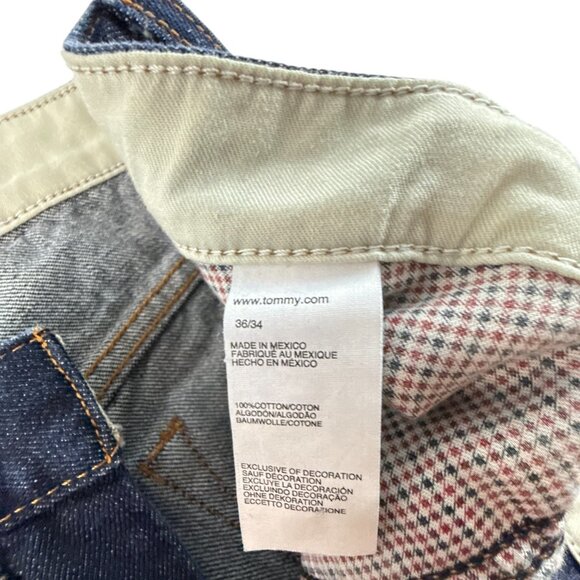 www.tommy.com
36/34
MADE IN MEXICO
FABRIQUÉ AU MEXIQUE
HECHO EN MÉXICO
100%COTTON/COTON
ALGODÓN/ALGODÃO
BAUMWOLLE/COTONE
EXCLUSIVE OF DECORATION
SAUF DÉCORATION
EXCLUYE LA DECORACIÓN
EXCLUINDO DECORAÇÃO
OHNE DEKORATION
ECCETTO DECORAZIONE